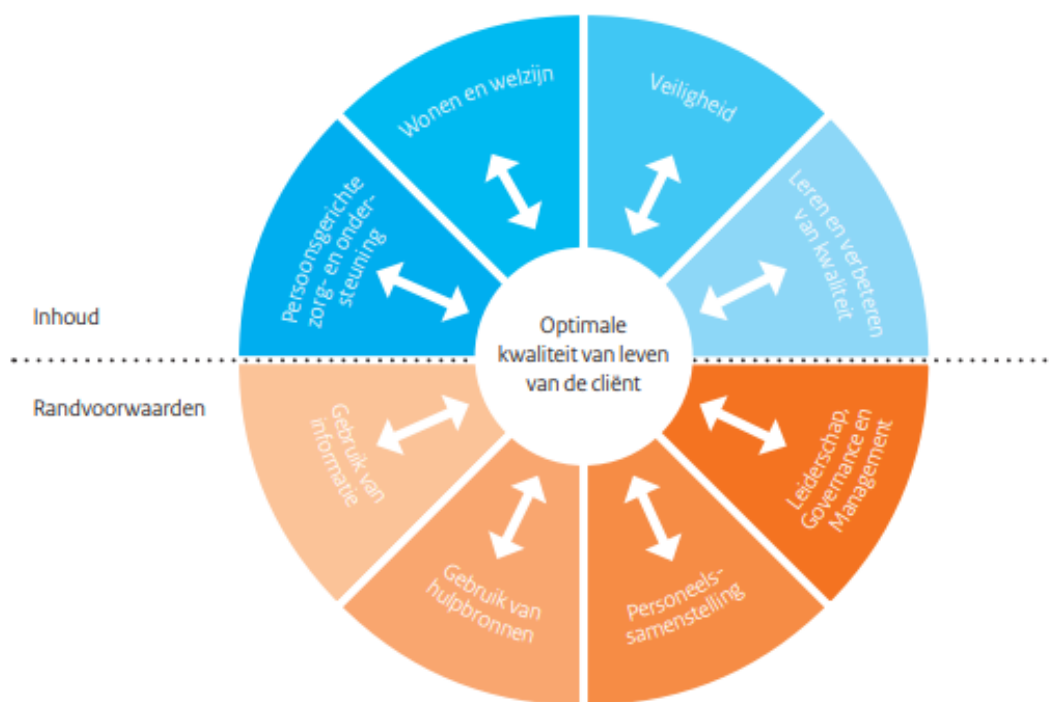 Wonen en welzijn
Veiligheid
Persoonsgerichte
zorg- en onder-
steuning
Leren en verbeteren
van kwaliteit
Inhoud
Optimale
kwaliteit van leven
van de cliënt
Randvoorwaarden
Gebruik van
informatie
Leiderschap,
Governance en
Management
Gebruik van
hulpbronnen
Personeels-
samenstelling